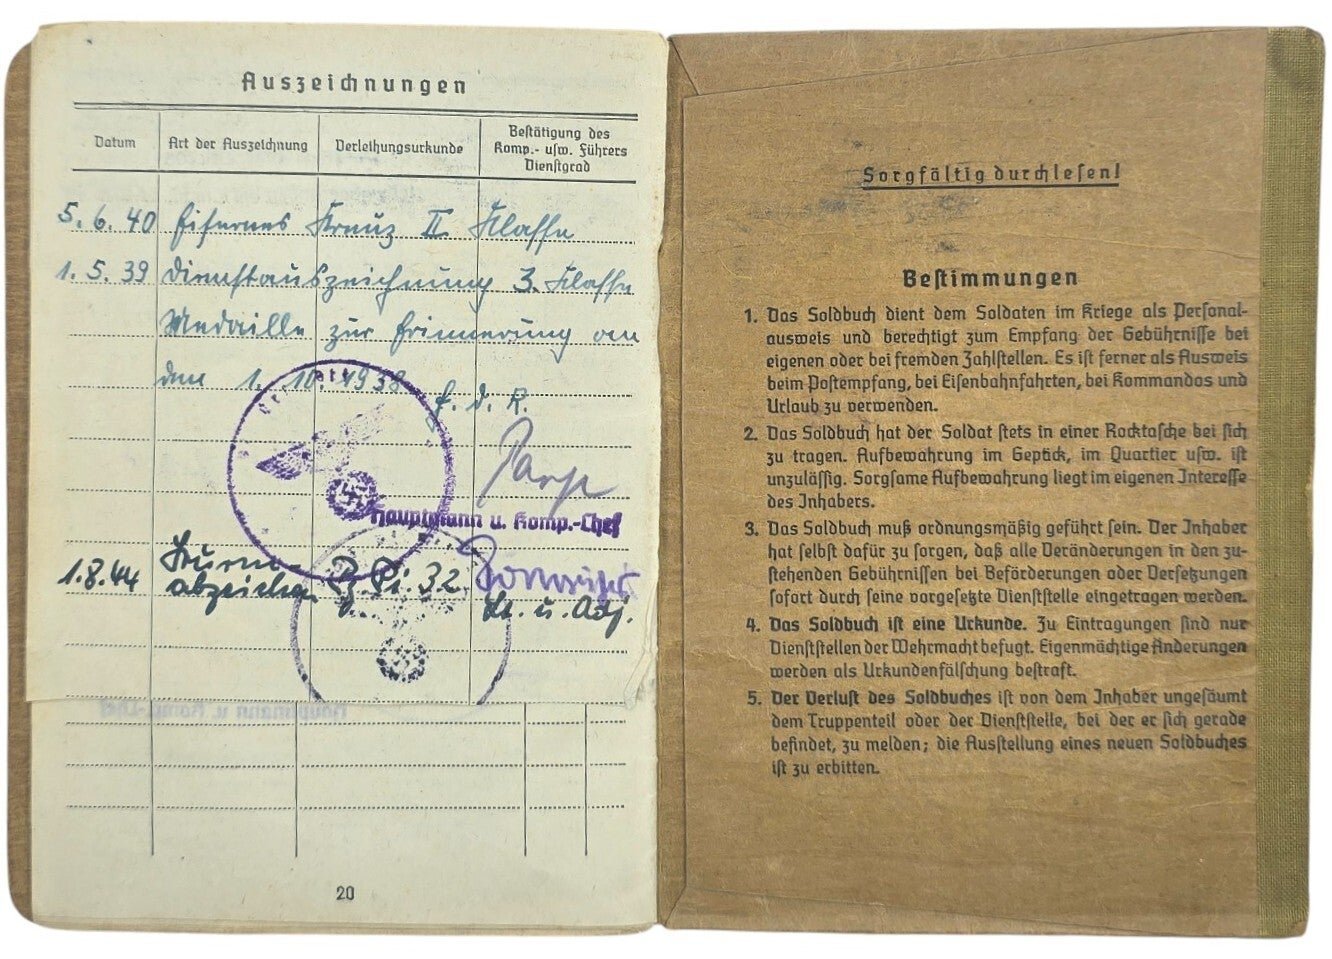 Auszeichnungen
Datum
Art der Auszeichnung
Verleihungsurkunde
Bestätigung des
Komp.- usw. Führers
Dienstgrad
5.6.40 Eisernes Kreuz II. Klasse
1.5.39 Dienstauszeichnung 3. Klasse
Medaille zur Erinnerung an
den 1.10.1938 f.d.R.
Hauptmann u. Komp.-Chef
1.8.44 Sturm-
abzeichen Pz. Pi. 32
Lt. u. Adj.
Hauptmann u. Komp.-Chef
20
Sorgfältig durchlesen!
Bestimmungen
1. Das Soldbuch dient dem Soldaten im Kriege als Personal-
ausweis und berechtigt zum Empfang der Gebührnisse bei
eigenen oder bei fremden Zahlstellen. Es ist ferner als Ausweis
beim Postempfang, bei Eisenbahnfahrten, bei Kommandos und
Urlaub zu verwenden.
2. Das Soldbuch hat der Soldat stets in einer Rocktasche bei sich
zu tragen. Aufbewahrung im Gepäck, im Quartier usw. ist
unzulässig. Sorgsame Aufbewahrung liegt im eigenen Interesse
des Inhabers.
3. Das Soldbuch muß ordnungsmäßig geführt sein. Der Inhaber
hat selbst dafür zu sorgen, daß alle Veränderungen in den zu-
stehenden Gebührnissen bei Beförderungen oder Versetzungen
sofort durch seine vorgesetzte Dienststelle eingetragen werden.
4. Das Soldbuch ist eine Urkunde. Zu Eintragungen sind nur
Dienststellen der Wehrmacht befugt. Eigenmächtige Änderungen
werden als Urkundenfälschung bestraft.
5. Der Verlust des Soldbuches ist von dem Inhaber ungesäumt
dem Truppenteil oder der Dienststelle, bei der er sich gerade
befindet, zu melden; die Ausstellung eines neuen Soldbuches
ist zu erbitten.